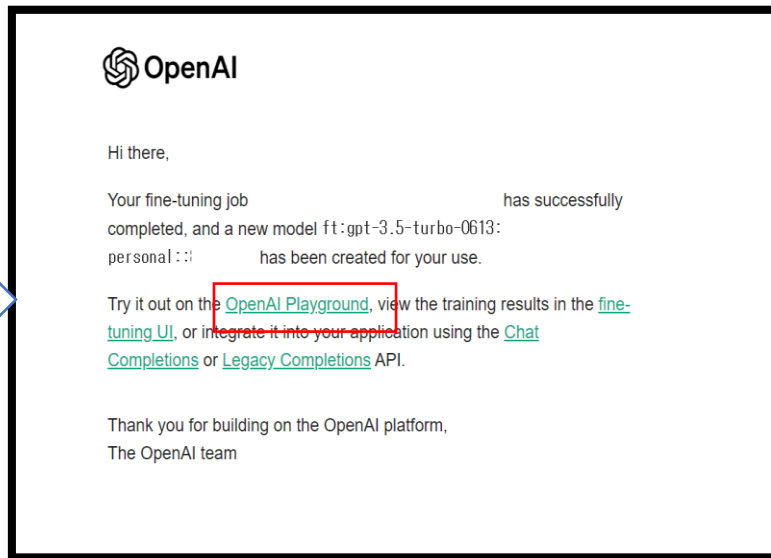 OpenAI
Hi there,
Your fine-tuning job has successfully
completed, and a new model ft:gpt-3.5-turbo-0613:
personal:: has been created for your use.
Try it out on the OpenAI Playground, view the training results in the fine-
tuning UI, or integrate it into your application using the Chat
Completions or Legacy Completions API.
Thank you for building on the OpenAI platform,
The OpenAI team